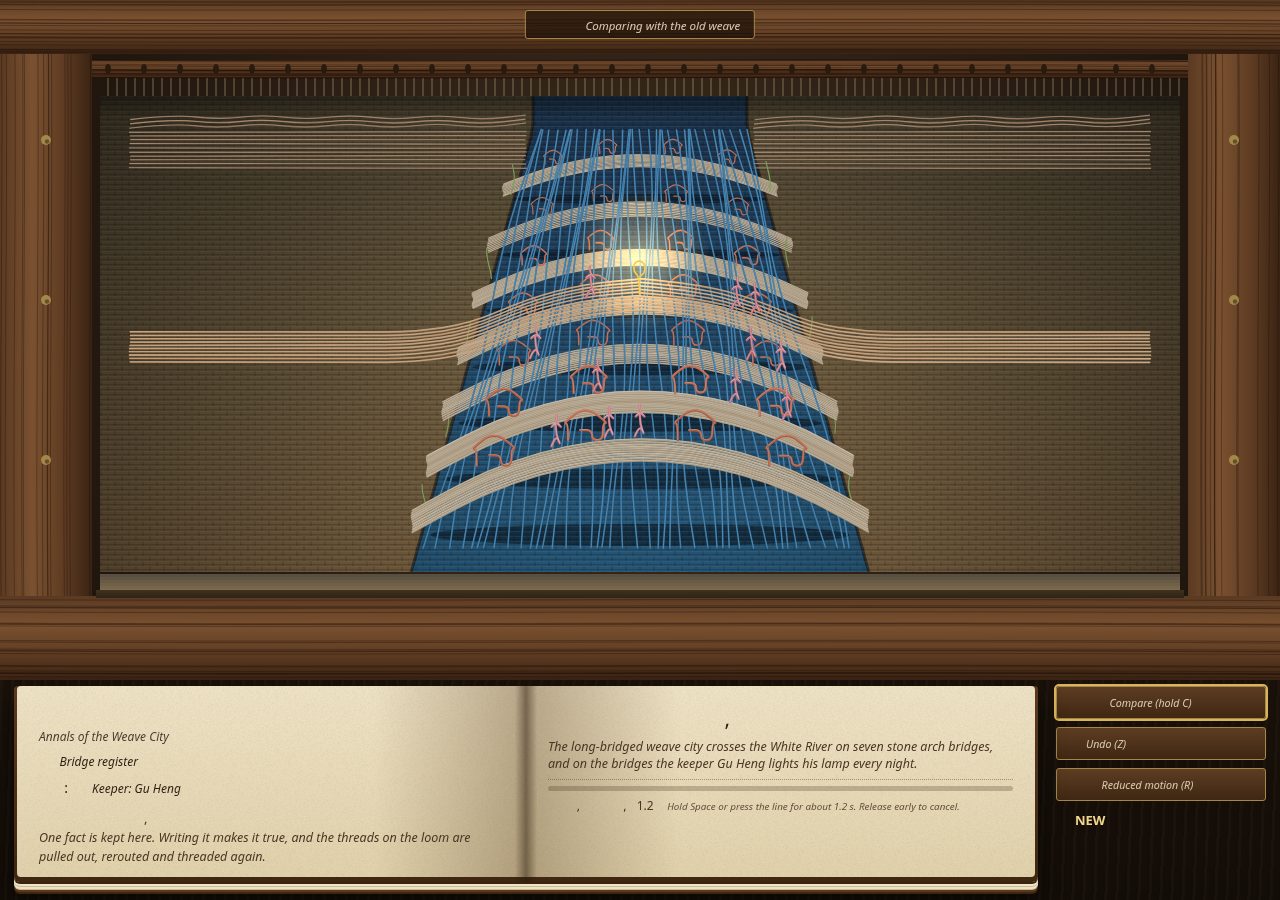 Comparing with the old weave
Annals of the Weave City
Bridge register
: Keeper: Gu Heng
,
One fact is kept here. Writing it makes it true, and the threads on the loom are
pulled out, rerouted and threaded again.
,
The long-bridged weave city crosses the White River on seven stone arch bridges,
and on the bridges the keeper Gu Heng lights his lamp every night.
, , 1.2 Hold Space or press the line for about 1.2 s. Release early to cancel.
Compare (hold C)
Undo (Z)
Reduced motion (R)
NEW